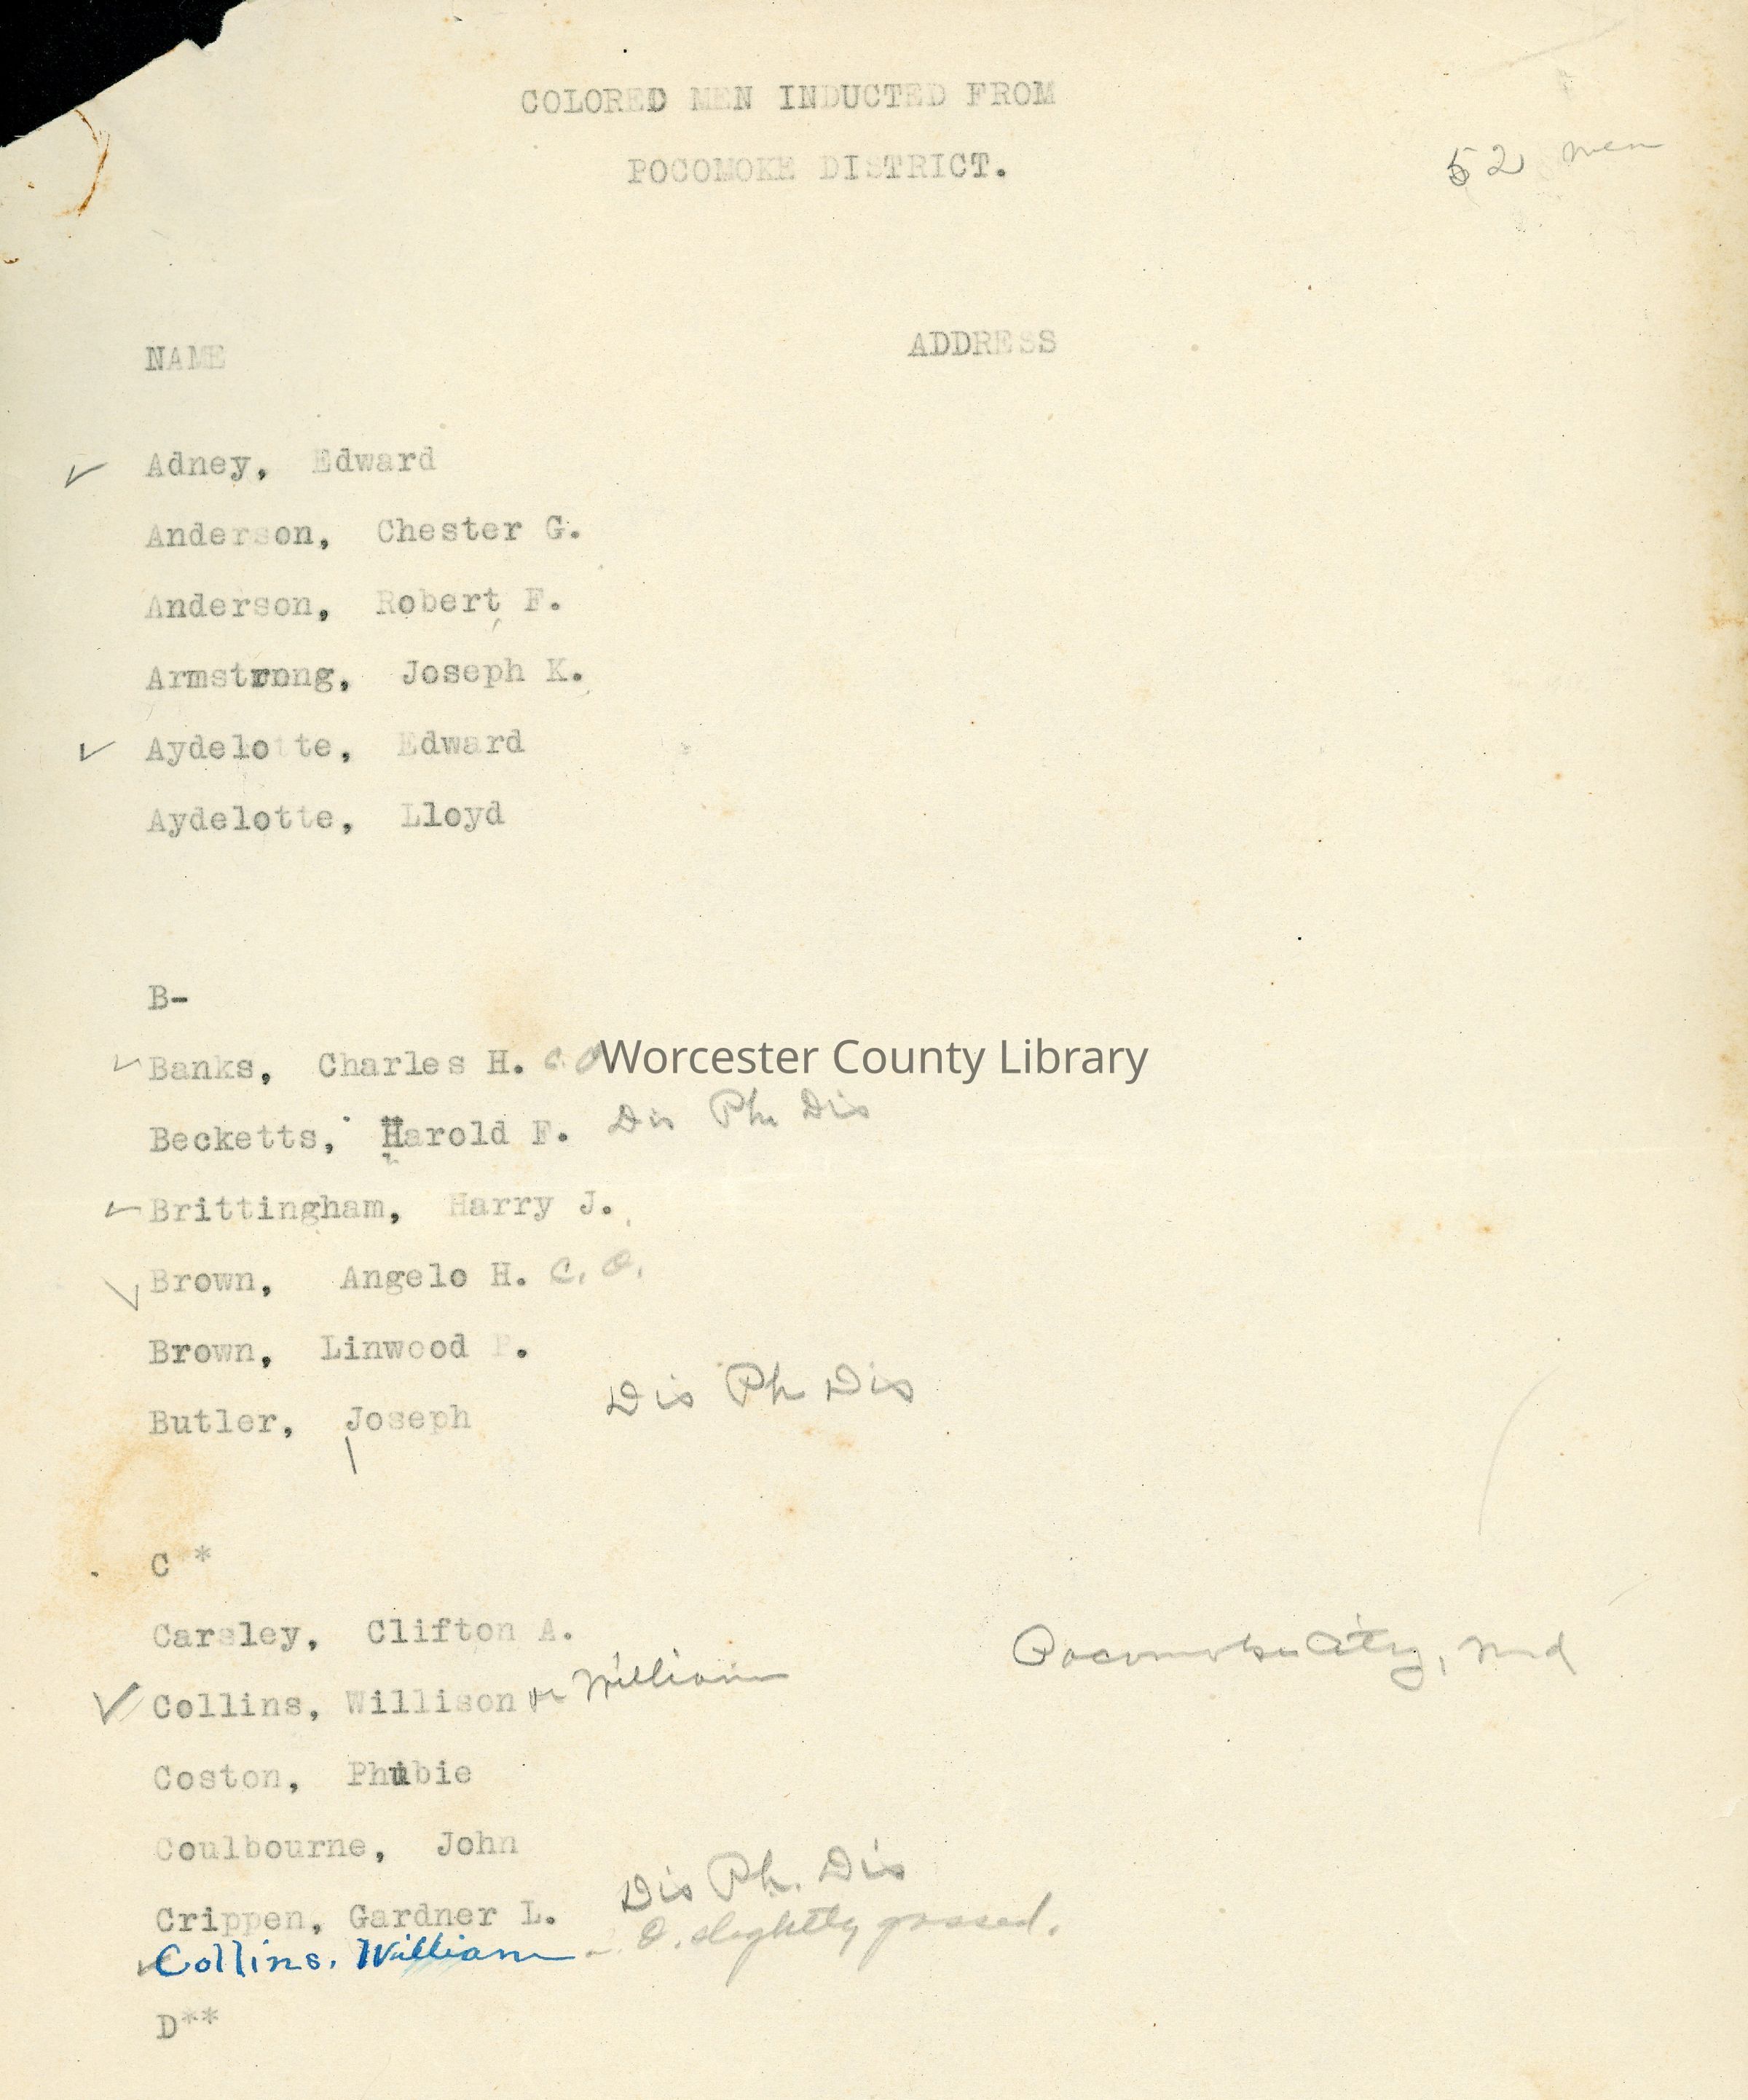 COLORED MEN INDUCTED FROM
POCOMOKE DISTRICT.
52 men
NAME ADDRESS
✓ Adney, Edward
Anderson, Chester G.
Anderson, Robert F.
Armstrong, Joseph K.
✓ Aydelotte, Edward
Aydelotte, Lloyd
B-
✓ Banks, Charles H. C. O
Worcester County Library
Becketts, Harold F. Dis Ph Dis
✓ Brittingham, Harry J.
✓ Brown, Angelo H. C. O.
Brown, Linwood P.
Butler, Joseph Dis Ph Dis
C *
Carsley, Clifton A.
✓ Collins, Willison or William Pocomoke City, Md
Coston, Phubie
Coulbourne, John
Crippen, Gardner L. Dis Ph. Dis
✓ Collins, William - O. slightly gassed.
D**